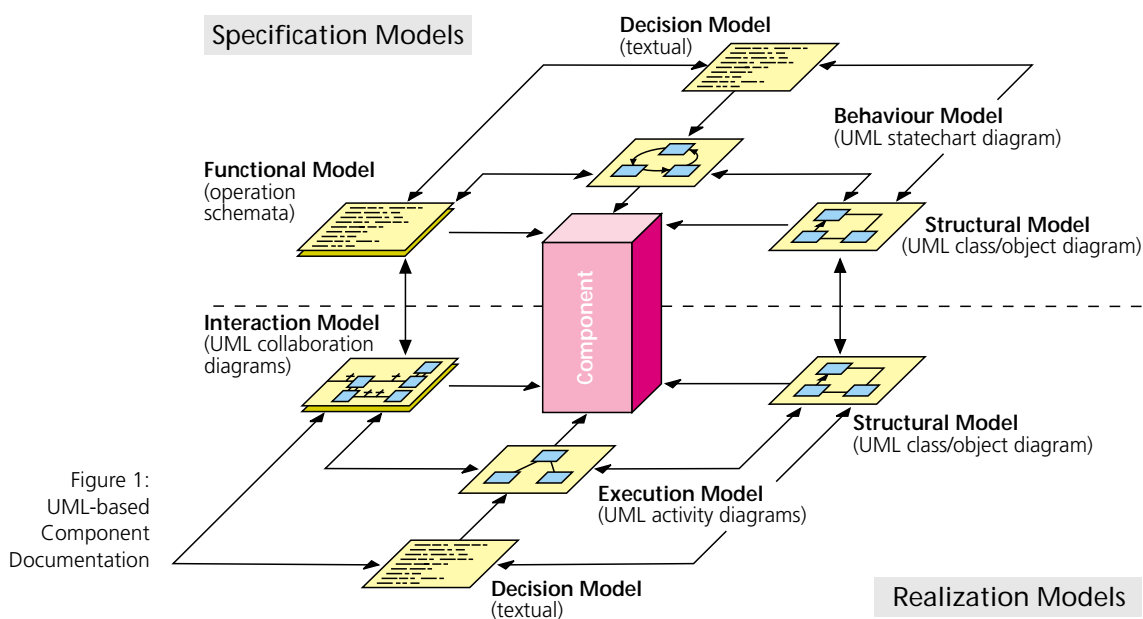 Specification Models
Decision Model
(textual)
Behaviour Model
(UML statechart diagram)
Functional Model
(operation
schemata)
Structural Model
(UML class/object diagram)
Component
Interaction Model
(UML collaboration
diagrams)
Structural Model
(UML class/object diagram)
Figure 1:
UML-based
Component
Documentation
Execution Model
(UML activity diagrams)
Decision Model
(textual)
Realization Models